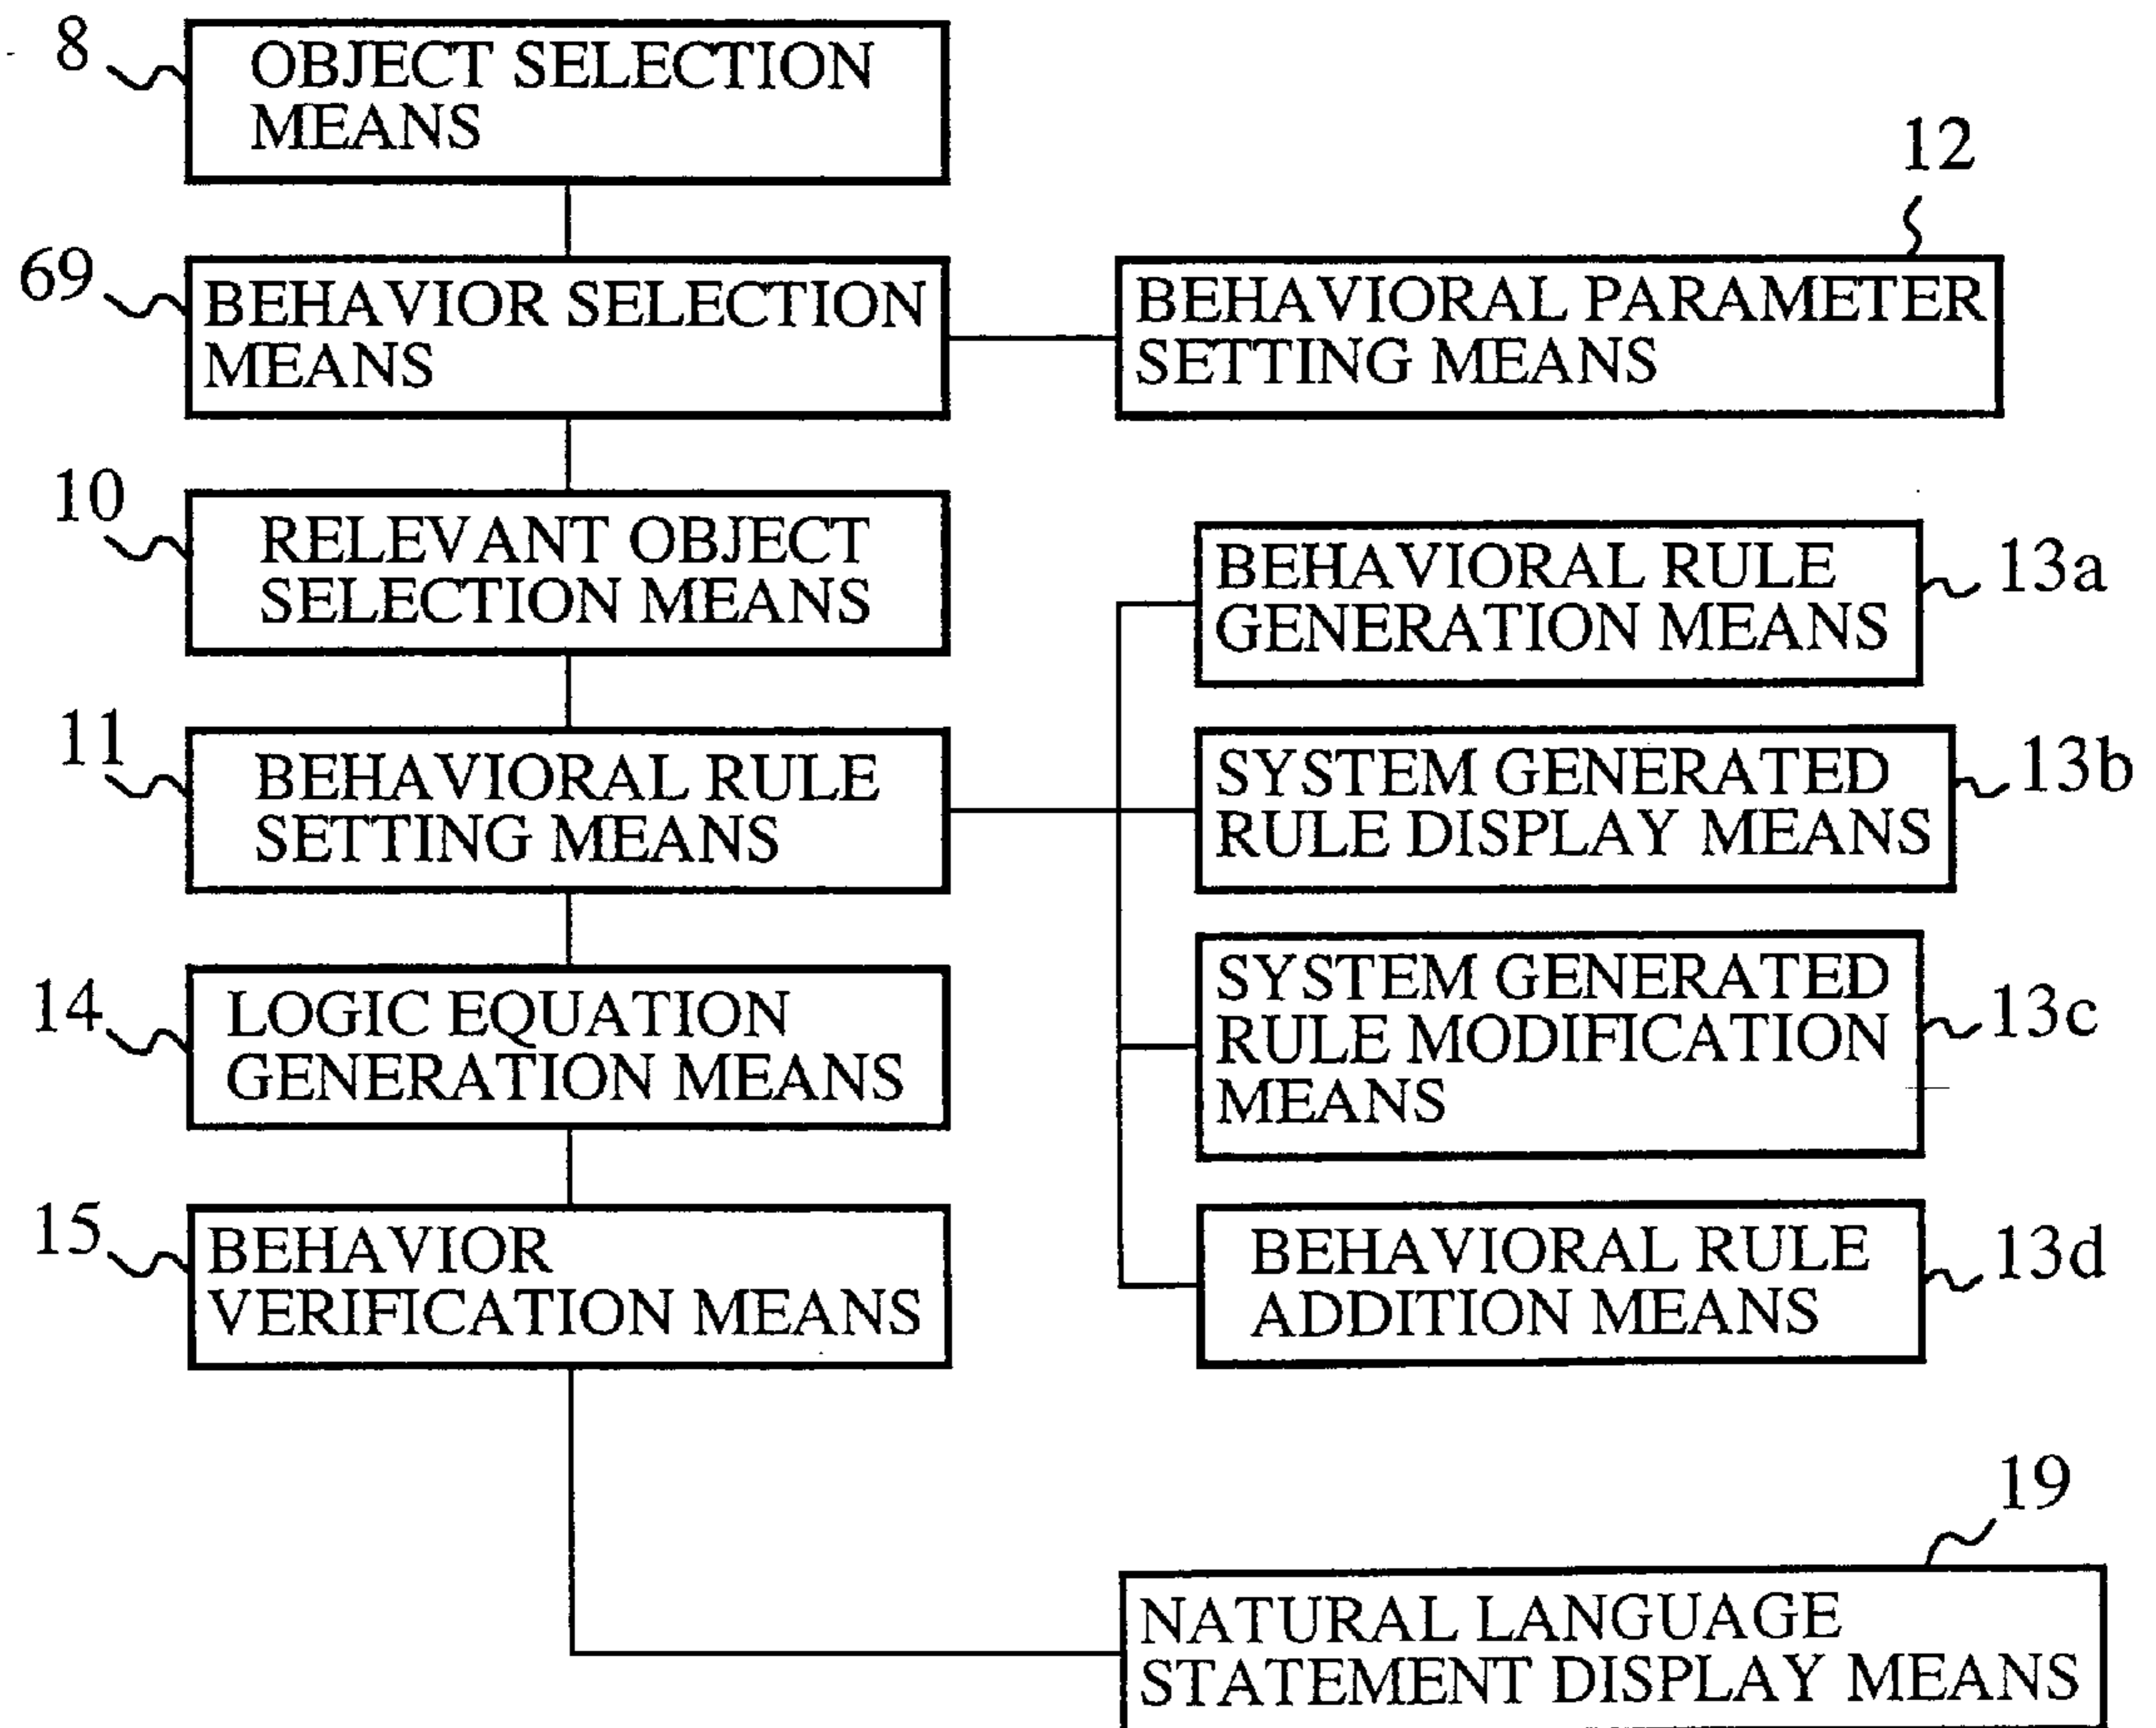 8
OBJECT SELECTION
MEANS
12
69
BEHAVIOR SELECTION
MEANS
BEHAVIORAL PARAMETER
SETTING MEANS
10
RELEVANT OBJECT
SELECTION MEANS
BEHAVIORAL RULE
GENERATION MEANS
13a
11
BEHAVIORAL RULE
SETTING MEANS
SYSTEM GENERATED
RULE DISPLAY MEANS
13b
14
LOGIC EQUATION
GENERATION MEANS
SYSTEM GENERATED
RULE MODIFICATION
MEANS
13c
15
BEHAVIOR
VERIFICATION MEANS
BEHAVIORAL RULE
ADDITION MEANS
13d
19
NATURAL LANGUAGE
STATEMENT DISPLAY MEANS